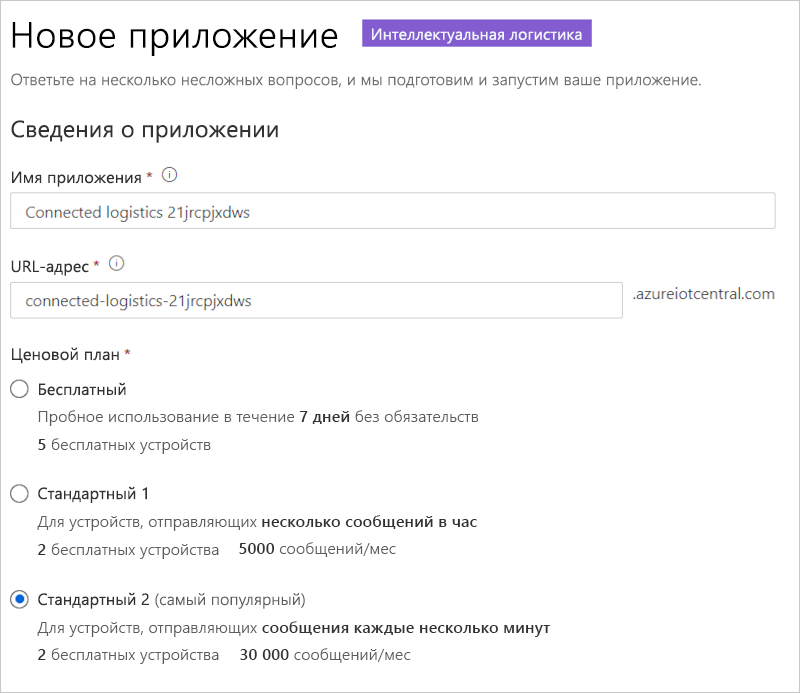 Новое приложение Интеллектуальная логистика
Ответьте на несколько несложных вопросов, и мы подготовим и запустим ваше приложение.
Сведения о приложении
Имя приложения *
Connected logistics 21jrcpjxdws
URL-адрес *
connected-logistics-21jrcpjxdws .azureiotcentral.com
Ценовой план *
Бесплатный
Пробное использование в течение 7 дней без обязательств
5 бесплатных устройств
Стандартный 1
Для устройств, отправляющих несколько сообщений в час
2 бесплатных устройства 5000 сообщений/мес
Стандартный 2 (самый популярный)
Для устройств, отправляющих сообщения каждые несколько минут
2 бесплатных устройства 30 000 сообщений/мес